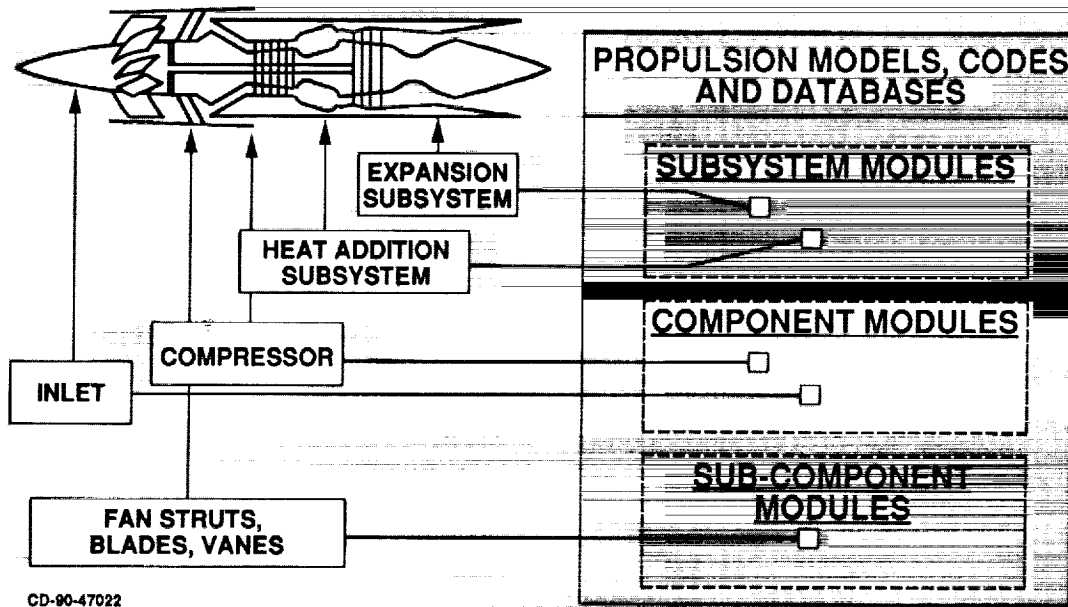 PROPULSION MODELS, CODES
AND DATABASES
SUBSYSTEM MODULES
EXPANSION
SUBSYSTEM
HEAT ADDITION
SUBSYSTEM
COMPONENT MODULES
COMPRESSOR
INLET
SUB-COMPONENT
MODULES
FAN STRUTS,
BLADES, VANES
CD-90-47022